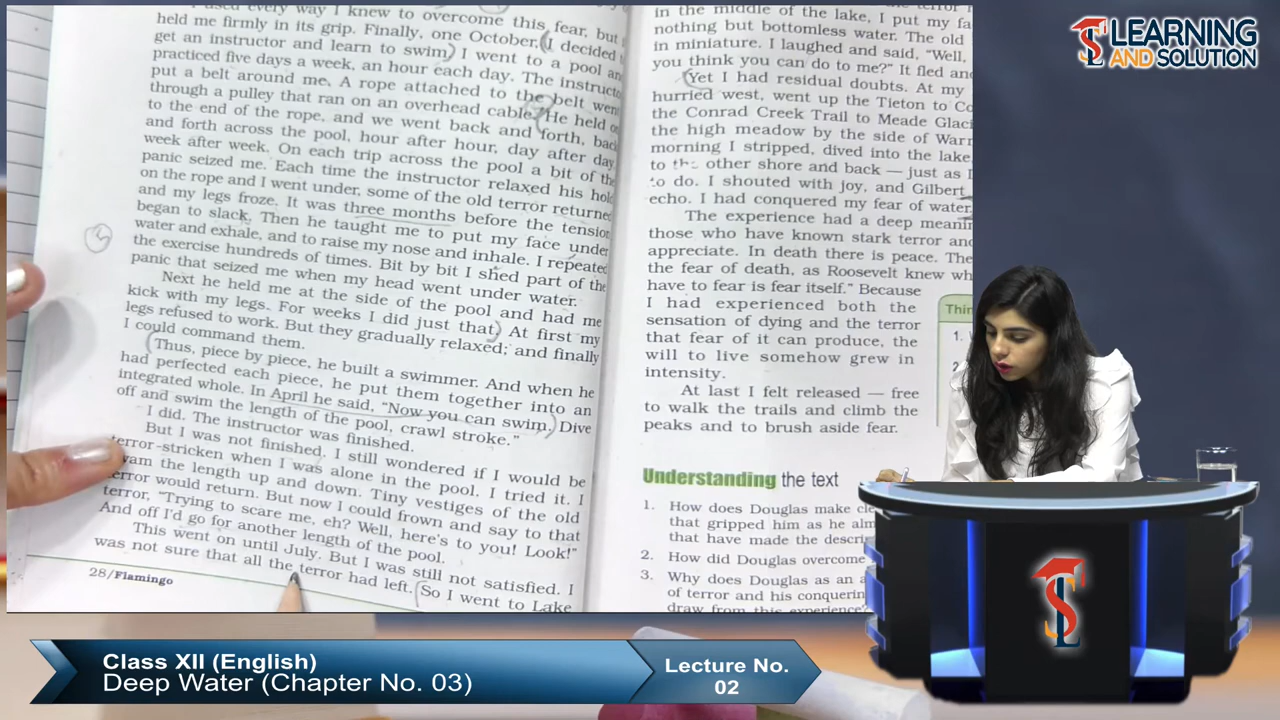 used every way I knew to overcome this fear, but
held me firmly in its grip. Finally, one October, (I decided
get an instructor and learn to swim) I went to a pool and
practiced five days a week, an hour each day. The instructo
put a belt around me. A rope attached to the belt went
through a pulley that ran on an overhead cable. He held on
to the end of the rope, and we went back and forth, back
and forth across the pool, hour after hour, day after day,
week after week. On each trip across the pool a bit of the
panic seized me. Each time the instructor relaxed his hold
on the rope and I went under, some of the old terror returned
and my legs froze. It was three months before the tension
began to slack. Then he taught me to put my face under
water and exhale, and to raise my nose and inhale. I repeated
the exercise hundreds of times. Bit by bit I shed part of the
panic that seized me when my head went under water.
Next he held me at the side of the pool and had me
kick with my legs. For weeks I did just that) At first my
legs refused to work. But they gradually relaxed; and finally
I could command them.
(Thus, piece by piece, he built a swimmer. And when he
had perfected each piece, he put them together into an
integrated whole. In April he said, “Now you can swim.) Dive
off and swim the length of the pool, crawl stroke.”
I did. The instructor was finished.
But I was not finished. I still wondered if I would be
terror-stricken when I was alone in the pool. I tried it. I
swam the length up and down. Tiny vestiges of the old
terror would return. But now I could frown and say to that
terror, “Trying to scare me, eh? Well, here’s to you! Look!”
And off I’d go for another length of the pool.
This went on until July. But I was still not satisfied. I
was not sure that all the terror had left. (So I went to Lake
28/Flamingo
in the middle of the lake, I put my fa
nothing but bottomless water. The old
in miniature. I laughed and said, “Well,
you think you can do to me?” It fled and
(Yet I had residual doubts. At my
hurried west, went up the Tieton to Co
the Conrad Creek Trail to Meade Glaci
the high meadow by the side of Warm
morning I stripped, dived into the lake
to the other shore and back — just as
to do. I shouted with joy, and Gilbert
echo. I had conquered my fear of water.
The experience had a deep meanin
those who have known stark terror and
appreciate. In death there is peace. The
the fear of death, as Roosevelt knew wh
have to fear is fear itself.” Because
I had experienced both the
sensation of dying and the terror
that fear of it can produce, the
will to live somehow grew in
intensity.
At last I felt released — free
to walk the trails and climb the
peaks and to brush aside fear.
Thin
1.
Understanding the text
1. How does Douglas make cle
that gripped him as he alm
that have made the descri
2. How did Douglas overcome
3. Why does Douglas as an a
of terror and his conquerin
draw from this experience?
LEARNING
AND SOLUTION
Class XII (English)
Deep Water (Chapter No. 03)
Lecture No.
02